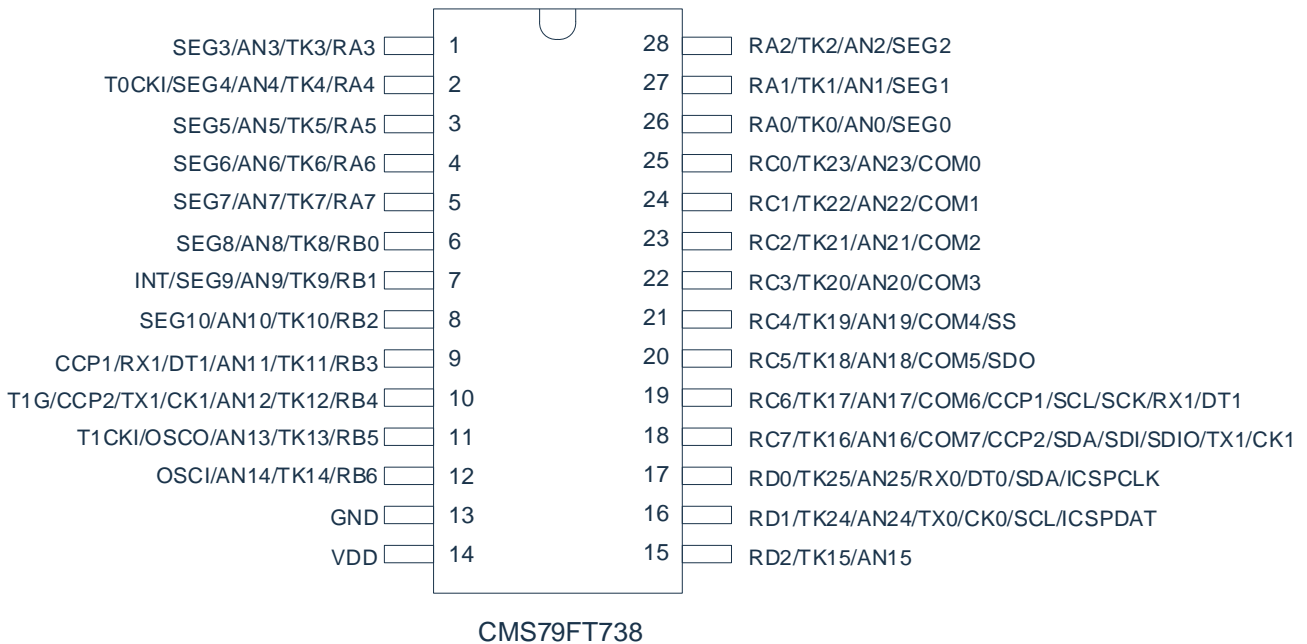 SEG3/AN3/TK3/RA3 1 28 RA2/TK2/AN2/SEG2
T0CKI/SEG4/AN4/TK4/RA4 2 27 RA1/TK1/AN1/SEG1
SEG5/AN5/TK5/RA5 3 26 RA0/TK0/AN0/SEG0
SEG6/AN6/TK6/RA6 4 25 RC0/TK23/AN23/COM0
SEG7/AN7/TK7/RA7 5 24 RC1/TK22/AN22/COM1
SEG8/AN8/TK8/RB0 6 23 RC2/TK21/AN21/COM2
INT/SEG9/AN9/TK9/RB1 7 22 RC3/TK20/AN20/COM3
SEG10/AN10/TK10/RB2 8 21 RC4/TK19/AN19/COM4/SS
CCP1/RX1/DT1/AN11/TK11/RB3 9 20 RC5/TK18/AN18/COM5/SDO
T1G/CCP2/TX1/CK1/AN12/TK12/RB4 10 19 RC6/TK17/AN17/COM6/CCP1/SCL/SCK/RX1/DT1
T1CKI/OSCO/AN13/TK13/RB5 11 18 RC7/TK16/AN16/COM7/CCP2/SDA/SDI/SDIO/TX1/CK1
OSCI/AN14/TK14/RB6 12 17 RD0/TK25/AN25/RX0/DT0/SDA/ICSPCLK
GND 13 16 RD1/TK24/AN24/TX0/CK0/SCL/ICSPDAT
VDD 14 15 RD2/TK15/AN15
CMS79FT738